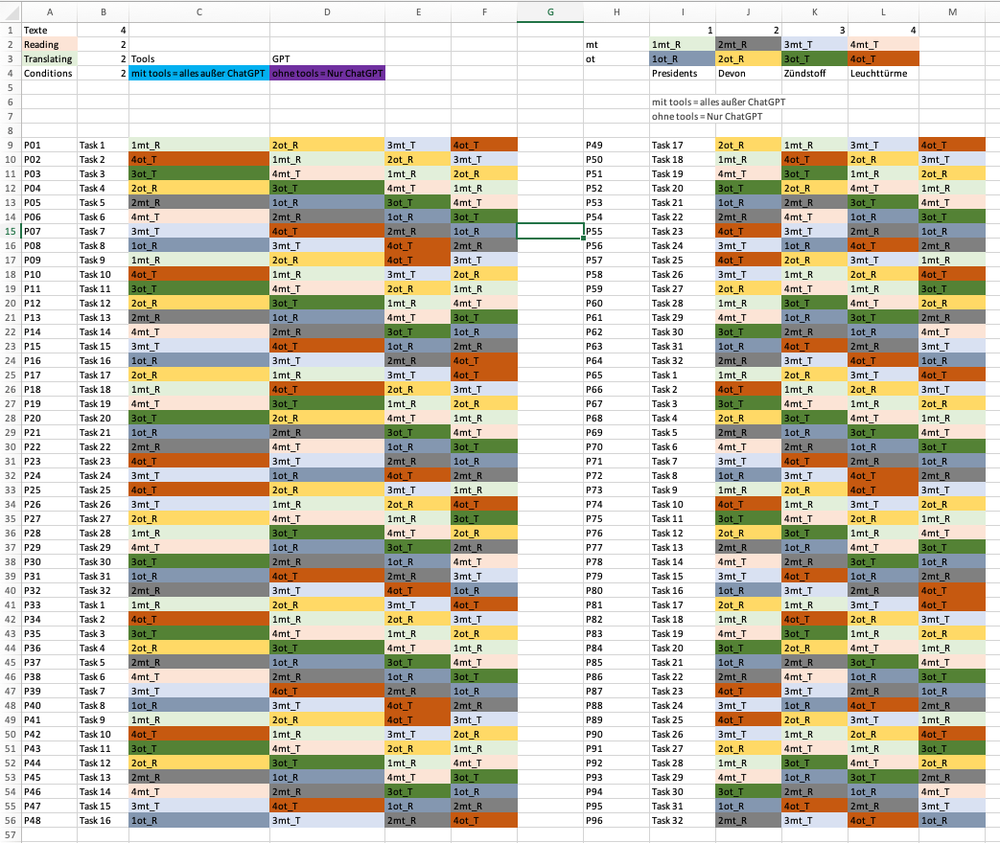 A B C D E F G H I J K L M
1 Texte 4 1 2 3 4
2 Reading 2 mt 1mt_R 2mt_R 3mt_T 4mt_T
3 Translating 2 Tools GPT ot 1ot_R 2ot_R 3ot_T 4ot_T
4 Conditions 2 mit tools = alles außer ChatGPT ohne tools = Nur ChatGPT Presidents Devon Zündstoff Leuchttürme
5
6 mit tools = alles außer ChatGPT
7 ohne tools = Nur ChatGPT
8
9 P01 Task 1 1mt_R 2ot_R 3mt_T 4ot_T P49 Task 17 2ot_R 1mt_R 3mt_T 4ot_T
10 P02 Task 2 4ot_T 1mt_R 2ot_R 3mt_T P50 Task 18 1mt_R 4ot_T 2ot_R 3mt_T
11 P03 Task 3 3ot_T 4mt_T 1mt_R 2ot_R P51 Task 19 4mt_T 3ot_T 1mt_R 2ot_R
12 P04 Task 4 2ot_R 3ot_T 4mt_T 1mt_R P52 Task 20 3ot_T 2ot_R 4mt_T 1mt_R
13 P05 Task 5 2mt_R 1ot_R 3ot_T 4mt_T P53 Task 21 1ot_R 2mt_R 3ot_T 4mt_T
14 P06 Task 6 4mt_T 2mt_R 1ot_R 3ot_T P54 Task 22 2mt_R 4mt_T 1ot_R 3ot_T
15 P07 Task 7 3mt_T 4ot_T 2mt_R 1ot_R P55 Task 23 4ot_T 3mt_T 2mt_R 1ot_R
16 P08 Task 8 1ot_R 3mt_T 4ot_T 2mt_R P56 Task 24 3mt_T 1ot_R 4ot_T 2mt_R
17 P09 Task 9 1mt_R 2ot_R 4ot_T 3mt_T P57 Task 25 4ot_T 2ot_R 3mt_T 1mt_R
18 P10 Task 10 4ot_T 1mt_R 3mt_T 2ot_R P58 Task 26 3mt_T 1mt_R 2ot_R 4ot_T
19 P11 Task 11 3ot_T 4mt_T 2ot_R 1mt_R P59 Task 27 2ot_R 4mt_T 1mt_R 3ot_T
20 P12 Task 12 2ot_R 3ot_T 1mt_R 4mt_T P60 Task 28 1mt_R 3ot_T 4mt_T 2ot_R
21 P13 Task 13 2mt_R 1ot_R 4mt_T 3ot_T P61 Task 29 4mt_T 1ot_R 3ot_T 2mt_R
22 P14 Task 14 4mt_T 2mt_R 3ot_T 1ot_R P62 Task 30 3ot_T 2mt_R 1ot_R 4mt_T
23 P15 Task 15 3mt_T 4ot_T 1ot_R 2mt_R P63 Task 31 1ot_R 4ot_T 2mt_R 3mt_T
24 P16 Task 16 1ot_R 3mt_T 2mt_R 4ot_T P64 Task 32 2mt_R 3mt_T 4ot_T 1ot_R
25 P17 Task 17 2ot_R 1mt_R 3mt_T 4ot_T P65 Task 1 1mt_R 2ot_R 3mt_T 4ot_T
26 P18 Task 18 1mt_R 4ot_T 2ot_R 3mt_T P66 Task 2 4ot_T 1mt_R 2ot_R 3mt_T
27 P19 Task 19 4mt_T 3ot_T 1mt_R 2ot_R P67 Task 3 3ot_T 4mt_T 1mt_R 2ot_R
28 P20 Task 20 3ot_T 2ot_R 4mt_T 1mt_R P68 Task 4 2ot_R 3ot_T 4mt_T 1mt_R
29 P21 Task 21 1ot_R 2mt_R 3ot_T 4mt_T P69 Task 5 2mt_R 1ot_R 3ot_T 4mt_T
30 P22 Task 22 2mt_R 4mt_T 1ot_R 3ot_T P70 Task 6 4mt_T 2mt_R 1ot_R 3ot_T
31 P23 Task 23 4ot_T 3mt_T 2mt_R 1ot_R P71 Task 7 3mt_T 4ot_T 2mt_R 1ot_R
32 P24 Task 24 3mt_T 1ot_R 4ot_T 2mt_R P72 Task 8 1ot_R 3mt_T 4ot_T 2mt_R
33 P25 Task 25 4ot_T 2ot_R 3mt_T 1mt_R P73 Task 9 1mt_R 2ot_R 4ot_T 3mt_T
34 P26 Task 26 3mt_T 1mt_R 2ot_R 4ot_T P74 Task 10 4ot_T 1mt_R 3mt_T 2ot_R
35 P27 Task 27 2ot_R 4mt_T 1mt_R 3ot_T P75 Task 11 3ot_T 4mt_T 2ot_R 1mt_R
36 P28 Task 28 1mt_R 3ot_T 4mt_T 2ot_R P76 Task 12 2ot_R 3ot_T 1mt_R 4mt_T
37 P29 Task 29 4mt_T 1ot_R 3ot_T 2mt_R P77 Task 13 2mt_R 1ot_R 4mt_T 3ot_T
38 P30 Task 30 3ot_T 2mt_R 1ot_R 4mt_T P78 Task 14 4mt_T 2mt_R 3ot_T 1ot_R
39 P31 Task 31 1ot_R 4ot_T 2mt_R 3mt_T P79 Task 15 3mt_T 4ot_T 1ot_R 2mt_R
40 P32 Task 32 2mt_R 3mt_T 4ot_T 1ot_R P80 Task 16 1ot_R 3mt_T 2mt_R 4ot_T
41 P33 Task 1 1mt_R 2ot_R 3mt_T 4ot_T P81 Task 17 2ot_R 1mt_R 3mt_T 4ot_T
42 P34 Task 2 4ot_T 1mt_R 2ot_R 3mt_T P82 Task 18 1mt_R 4ot_T 2ot_R 3mt_T
43 P35 Task 3 3ot_T 4mt_T 1mt_R 2ot_R P83 Task 19 4mt_T 3ot_T 1mt_R 2ot_R
44 P36 Task 4 2ot_R 3ot_T 4mt_T 1mt_R P84 Task 20 3ot_T 2ot_R 4mt_T 1mt_R
45 P37 Task 5 2mt_R 1ot_R 3ot_T 4mt_T P85 Task 21 1ot_R 2mt_R 3ot_T 4mt_T
46 P38 Task 6 4mt_T 2mt_R 1ot_R 3ot_T P86 Task 22 2mt_R 4mt_T 1ot_R 3ot_T
47 P39 Task 7 3mt_T 4ot_T 2mt_R 1ot_R P87 Task 23 4ot_T 3mt_T 2mt_R 1ot_R
48 P40 Task 8 1ot_R 3mt_T 4ot_T 2mt_R P88 Task 24 3mt_T 1ot_R 4ot_T 2mt_R
49 P41 Task 9 1mt_R 2ot_R 4ot_T 3mt_T P89 Task 25 4ot_T 2ot_R 3mt_T 1mt_R
50 P42 Task 10 4ot_T 1mt_R 3mt_T 2ot_R P90 Task 26 3mt_T 1mt_R 2ot_R 4ot_T
51 P43 Task 11 3ot_T 4mt_T 2ot_R 1mt_R P91 Task 27 2ot_R 4mt_T 1mt_R 3ot_T
52 P44 Task 12 2ot_R 3ot_T 1mt_R 4mt_T P92 Task 28 1mt_R 3ot_T 4mt_T 2ot_R
53 P45 Task 13 2mt_R 1ot_R 4mt_T 3ot_T P93 Task 29 4mt_T 1ot_R 3ot_T 2mt_R
54 P46 Task 14 4mt_T 2mt_R 3ot_T 1ot_R P94 Task 30 3ot_T 2mt_R 1ot_R 4mt_T
55 P47 Task 15 3mt_T 4ot_T 1ot_R 2mt_R P95 Task 31 1ot_R 4ot_T 2mt_R 3mt_T
56 P48 Task 16 1ot_R 3mt_T 2mt_R 4ot_T P96 Task 32 2mt_R 3mt_T 4ot_T 1ot_R
57